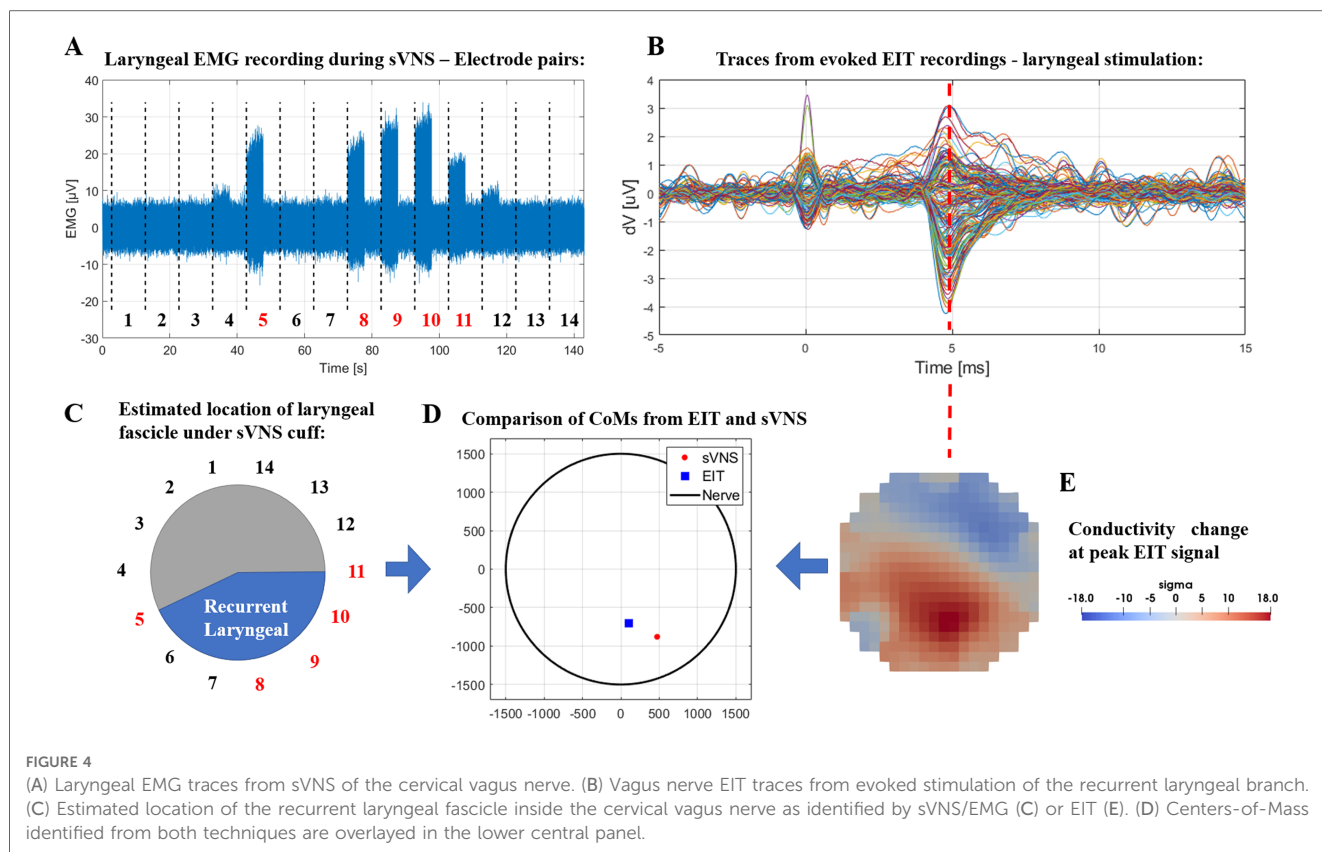 A
Laryngeal EMG recording during sVNS – Electrode pairs:
40
30
20
10
0
-10
-20
-30
EMG [µV]
1 2 3 4 5 6 7 8 9 10 11 12 13 14
0 20 40 60 80 100 120 140
Time [s]
B
Traces from evoked EIT recordings - laryngeal stimulation:
4
3
2
1
0
-1
-2
-3
-4
-5
dV [uV]
-5 0 5 10 15
Time [ms]
C
Estimated location of laryngeal
fascicle under sVNS cuff:
1 14
2 13
3 12
4 11
5 10
6 9
7 8
Recurrent
Laryngeal
D
Comparison of CoMs from EIT and sVNS
sVNS
EIT
Nerve
1500
1000
500
0
-500
-1000
-1500
-1500 -1000 -500 0 500 1000 1500
E
Conductivity change
at peak EIT signal
sigma
-18.0 -10 -5 0 5 10 18.0
FIGURE 4
(A) Laryngeal EMG traces from sVNS of the cervical vagus nerve. (B) Vagus nerve EIT traces from evoked stimulation of the recurrent laryngeal branch.
(C) Estimated location of the recurrent laryngeal fascicle inside the cervical vagus nerve as identified by sVNS/EMG (C) or EIT (E). (D) Centers-of-Mass
identified from both techniques are overlayed in the lower central panel.